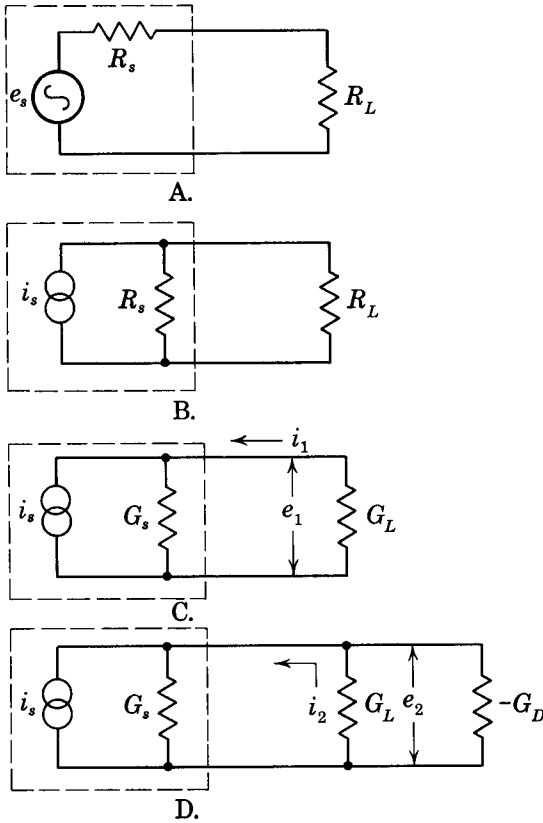 R_s
e_s
R_L
A.
i_s R_s R_L
B.
i_1
i_s G_s e_1 G_L
C.
i_s G_s i_2 G_L e_2 -G_D
D.